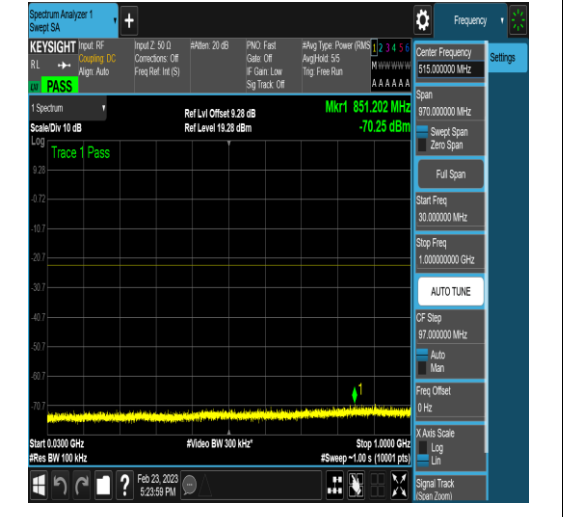 Spectrum Analyzer 1
Swept SA
+
Frequency
KEYSIGHT
RL
Input: RF
Coupling: DC
Align: Auto
Input Z: 50 Ω
Corrections: Off
Freq Ref: Int (S)
#Atten: 20 dB
PNO: Fast
Gate: Off
IF Gain: Low
Sig Track: Off
#Avg Type: Power (RMS
Avg|Hold: 5/5
Trig: Free Run
1 2 3 4 5 6
M W W W W W
A A A A A A
PASS
1 Spectrum
Scale/Div 10 dB
Ref Lvl Offset 9.28 dB
Ref Level 19.28 dBm
Mkr1 851.202 MHz
-70.25 dBm
Log
Trace 1 Pass
9.28
-0.72
-10.7
-20.7
-30.7
-40.7
-50.7
-60.7
-70.7
1
Start 0.0300 GHz
#Video BW 300 kHz*
Stop 1.0000 GHz
#Res BW 100 kHz
#Sweep ~1.00 s (10001 pts)
Feb 23, 2023
5:23:59 PM
?
Center Frequency
515.000000 MHz
Settings
Span
970.000000 MHz
Swept Span
Zero Span
Full Span
Start Freq
30.000000 MHz
Stop Freq
1.000000000 GHz
AUTO TUNE
CF Step
97.000000 MHz
Auto
Man
Freq Offset
0 Hz
X Axis Scale
Log
Lin
Signal Track
(Span Zoom)